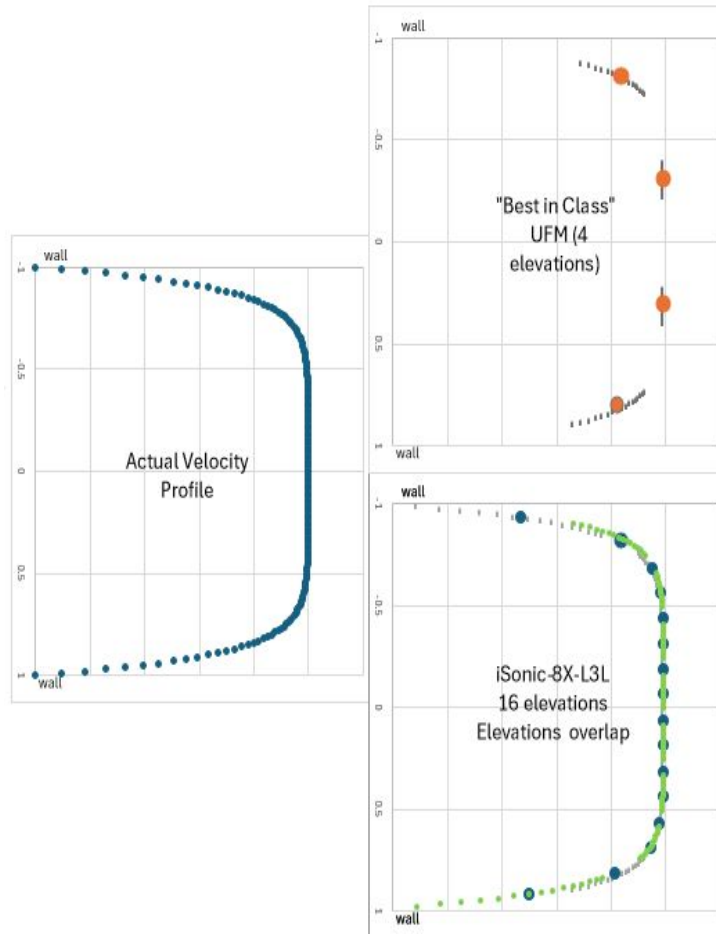 wall
-1
-0.5
0
0.5
1
Actual Velocity
Profile
wall
wall
-1
-0.5
0
0.5
1
"Best in Class"
UFM (4
elevations)
wall
wall
-1
-0.5
0
0.5
1
iSonic-8X-L3L
16 elevations
Elevations overlap
wall